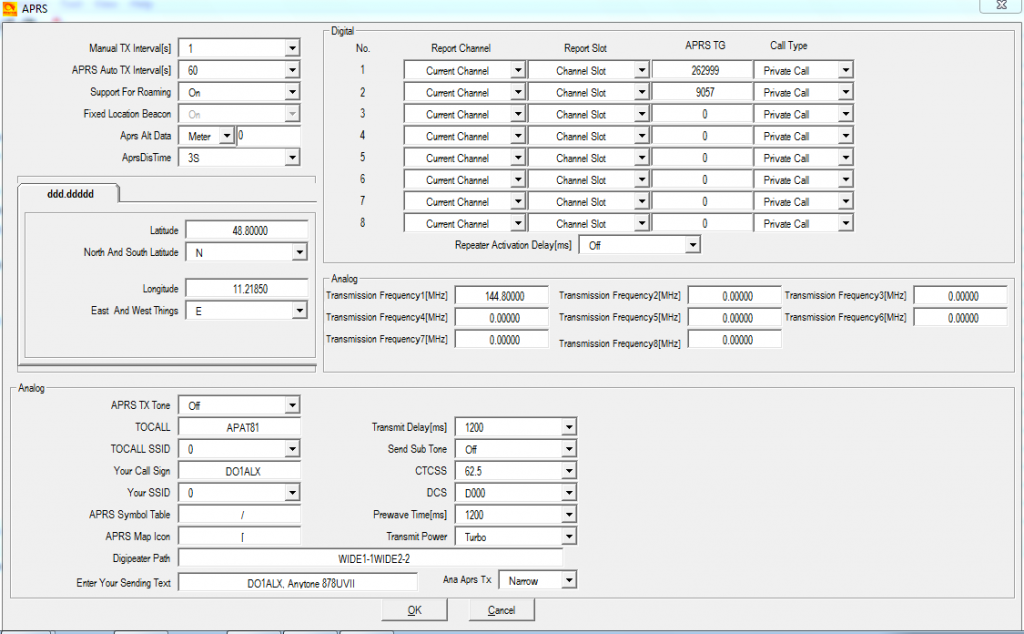 APRS
Manual TX Interval[s] 1
APRS Auto TX Interval[s] 60
Support For Roaming On
Fixed Location Beacon On
Aprs Alt Data Meter 0
AprsDisTime 3S
ddd.ddddd
Latitude 48.80000
North And South Latitude N
Longitude 11.21850
East And West Things E
Digital
No. Report Channel Report Slot APRS TG Call Type
1 Current Channel Channel Slot 262999 Private Call
2 Current Channel Channel Slot 9057 Private Call
3 Current Channel Channel Slot 0 Private Call
4 Current Channel Channel Slot 0 Private Call
5 Current Channel Channel Slot 0 Private Call
6 Current Channel Channel Slot 0 Private Call
7 Current Channel Channel Slot 0 Private Call
8 Current Channel Channel Slot 0 Private Call
Repeater Activation Delay[ms] Off
Analog
Transmission Frequency1[MHz] 144.80000 Transmission Frequency2[MHz] 0.00000 Transmission Frequency3[MHz] 0.00000
Transmission Frequency4[MHz] 0.00000 Transmission Frequency5[MHz] 0.00000 Transmission Frequency6[MHz] 0.00000
Transmission Frequency7[MHz] 0.00000 Transmission Frequency8[MHz] 0.00000
Analog
APRS TX Tone Off
TOCALL APAT81
TOCALL SSID 0
Your Call Sign DO1ALX
Your SSID 0
APRS Symbol Table /
APRS Map Icon [
Transmit Delay[ms] 1200
Send Sub Tone Off
CTCSS 62.5
DCS D000
Prewave Time[ms] 1200
Transmit Power Turbo
Digipeater Path WIDE1-1WIDE2-2
Enter Your Sending Text DO1ALX, Anytone 878UVII Ana Aprs Tx Narrow
OK Cancel